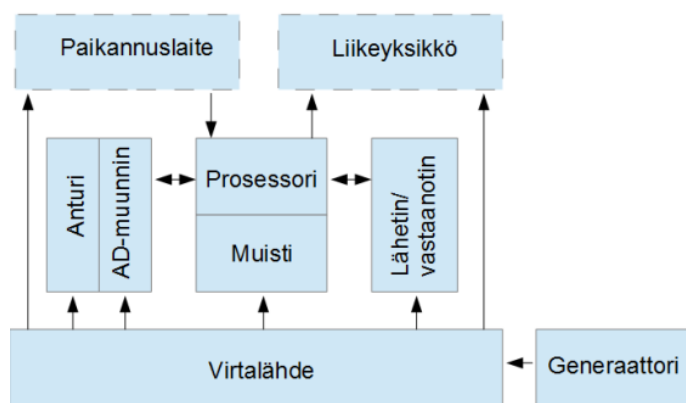 Paikannuslaite
Liikeyksikkö
Anturi
AD-muunnin
Prosessori
Muisti
Lähetin/
vastaanotin
Virtalähde
Generaattori